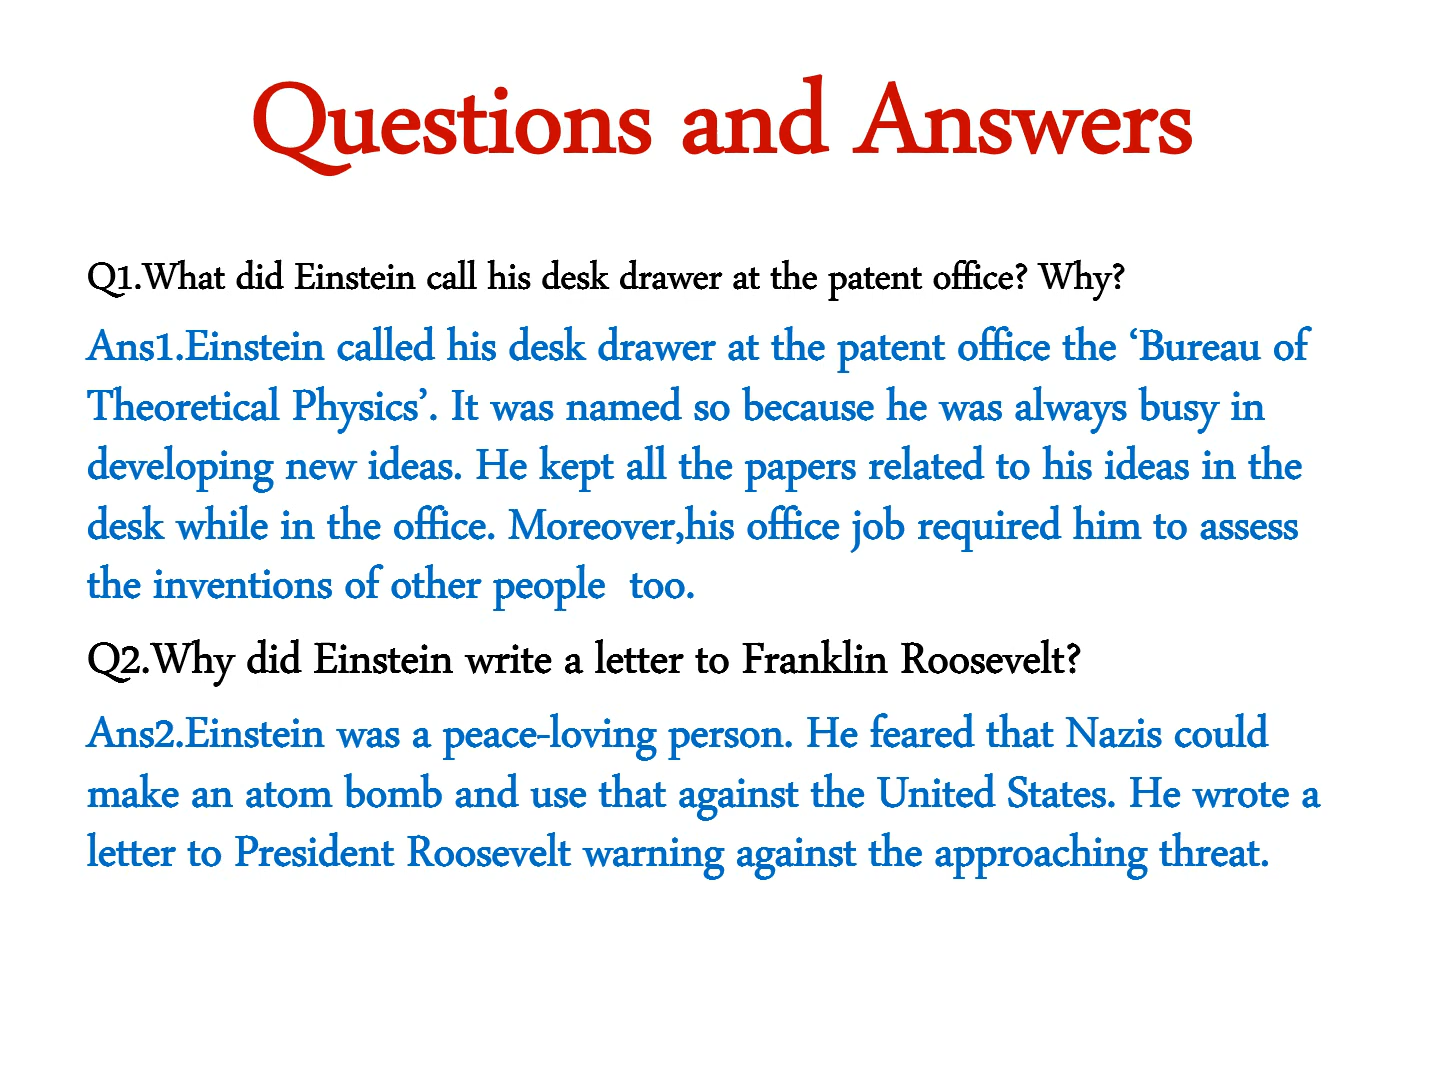 Questions and Answers
Q1.What did Einstein call his desk drawer at the patent office? Why?
Ans1.Einstein called his desk drawer at the patent office the ‘Bureau of
Theoretical Physics’. It was named so because he was always busy in
developing new ideas. He kept all the papers related to his ideas in the
desk while in the office. Moreover,his office job required him to assess
the inventions of other people  too.
Q2.Why did Einstein write a letter to Franklin Roosevelt?
Ans2.Einstein was a peace-loving person. He feared that Nazis could
make an atom bomb and use that against the United States. He wrote a
letter to President Roosevelt warning against the approaching threat.